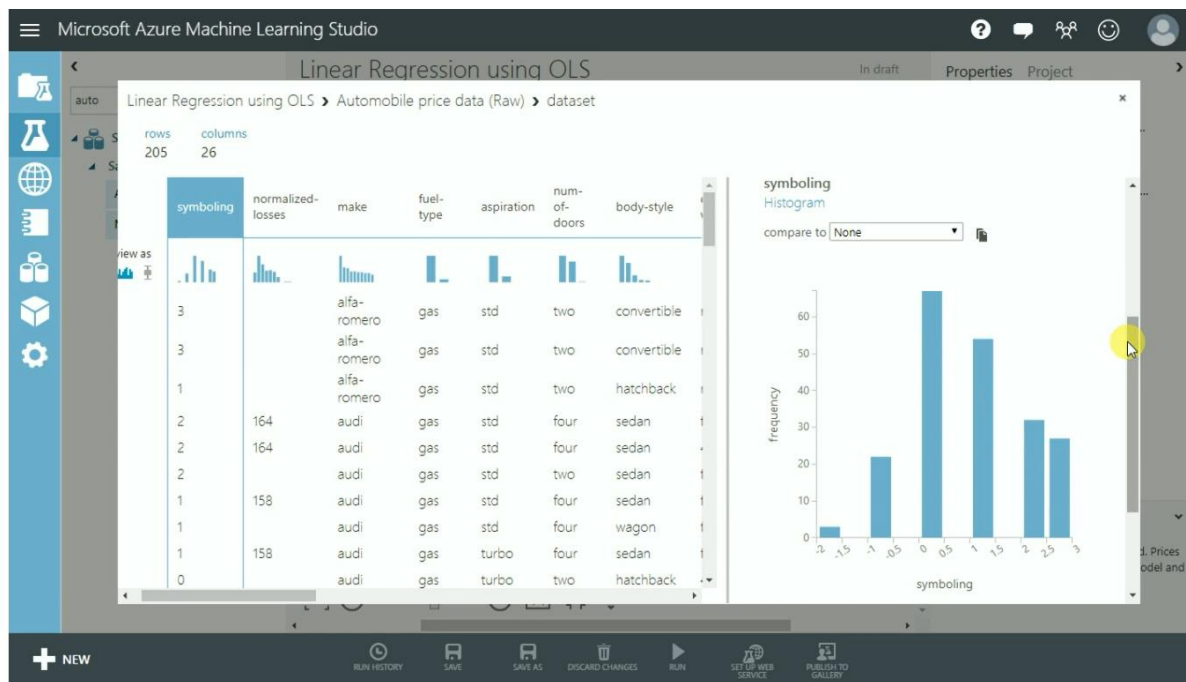 Microsoft Azure Machine Learning Studio
Linear Regression using OLS
In draft
Properties Project
auto
Linear Regression using OLS > Automobile price data (Raw) > dataset
rows columns
205 26
symboling normalized-losses make fuel-type aspiration num-of-doors body-style
view as
3 alfa-romero gas std two convertible
3 alfa-romero gas std two convertible
1 alfa-romero gas std two hatchback
2 164 audi gas std four sedan
2 164 audi gas std four sedan
2 audi gas std two sedan
1 158 audi gas std four sedan
1 audi gas std four wagon
1 158 audi gas turbo four sedan
0 audi gas turbo two hatchback
symboling
Histogram
compare to None
frequency
60
50
40
30
20
10
0
-2 -1.5 -1 -0.5 0 0.5 1 1.5 2 2.5 3
symboling
d. Prices
odel and
NEW
RUN HISTORY
SAVE
SAVE AS
DISCARD CHANGES
RUN
SET UP WEB SERVICE
PUBLISH TO GALLERY